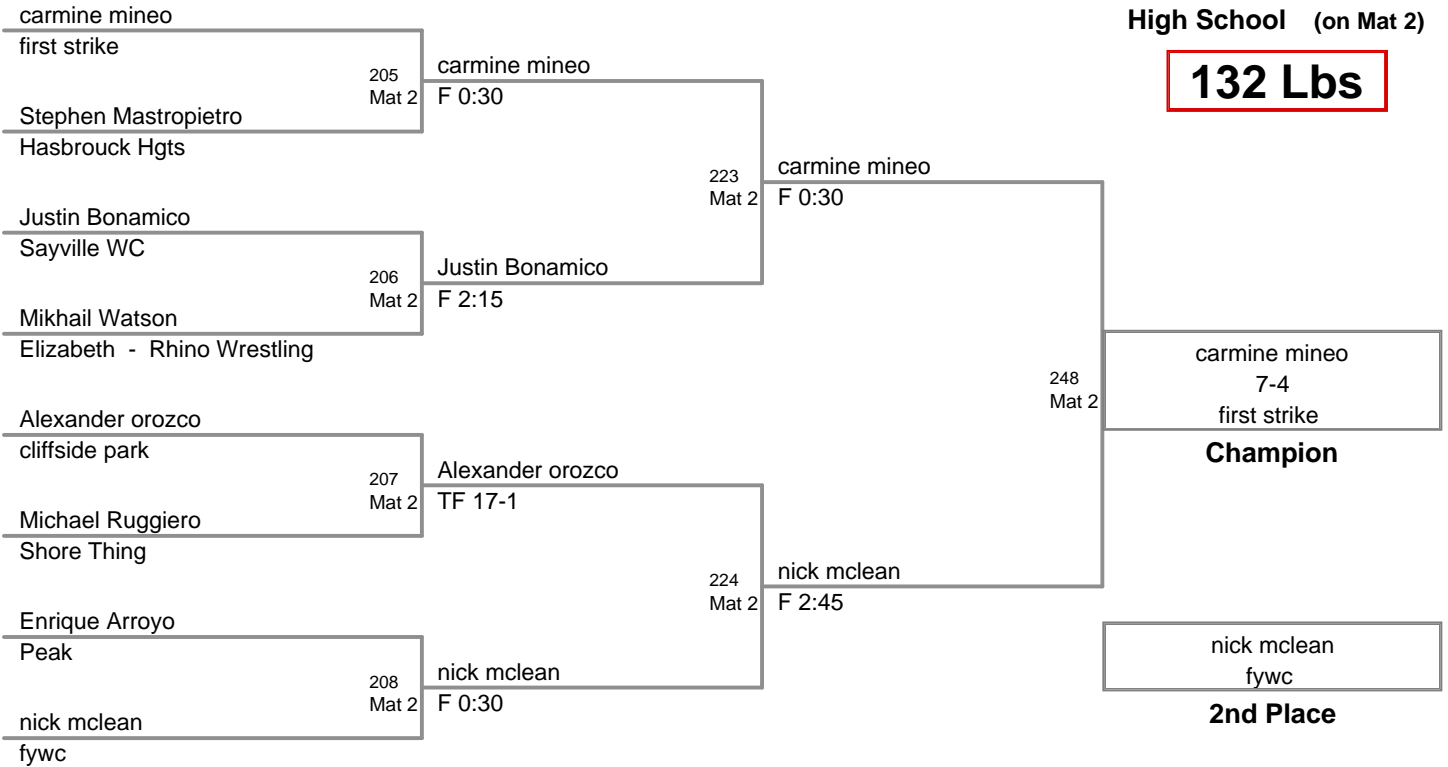 High School (on Mat 2)
132 Lbs
carmine mineo
first strike
Stephen Mastropietro
Hasbrouck Hgts
Justin Bonamico
Sayville WC
Mikhail Watson
Elizabeth - Rhino Wrestling
Alexander orozco
cliffside park
Michael Ruggiero
Shore Thing
Enrique Arroyo
Peak
nick mclean
fywc
205
Mat 2
carmine mineo
F 0:30
206
Mat 2
Justin Bonamico
F 2:15
207
Mat 2
Alexander orozco
TF 17-1
208
Mat 2
nick mclean
F 0:30
223
Mat 2
carmine mineo
F 0:30
224
Mat 2
nick mclean
F 2:45
248
Mat 2
carmine mineo
7-4
first strike
Champion
nick mclean
fywc
2nd Place